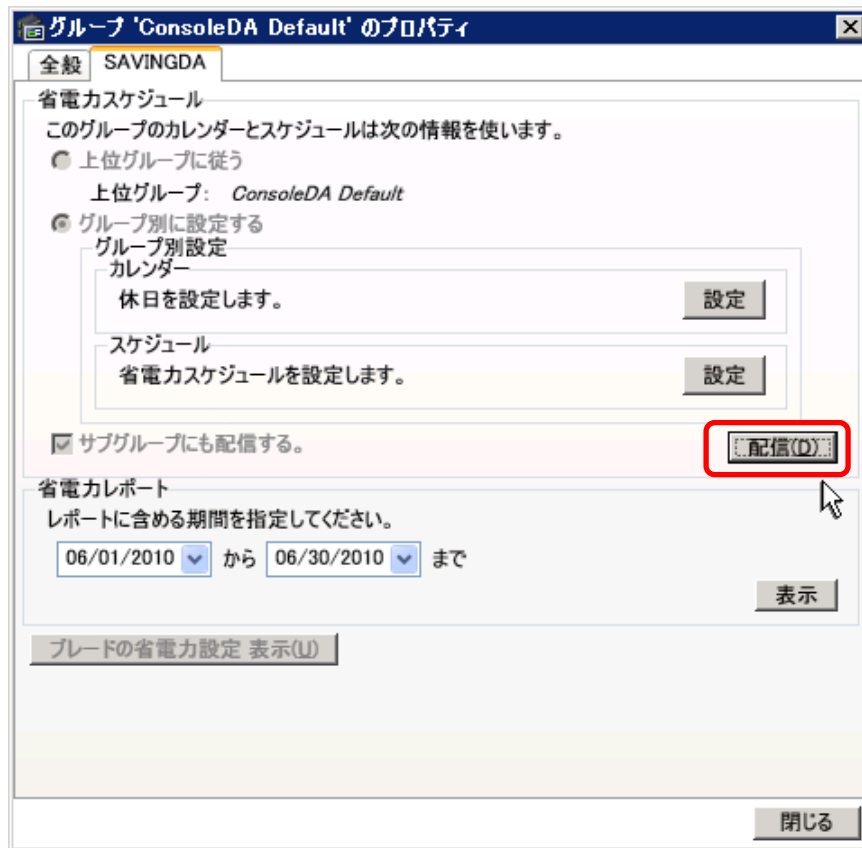 グループ 'ConsoleDA Default' のプロパティ
全般 SAVINGDA
省電力スケジュール
このグループのカレンダーとスケジュールは次の情報を使います。
上位グループに従う
上位グループ: ConsoleDA Default
グループ別に設定する
グループ別設定
カレンダー
休日を設定します。 設定
スケジュール
省電力スケジュールを設定します。 設定
サブグループにも配信する。 配信(D)
省電力レポート
レポートに含める期間を指定してください。
06/01/2010 から 06/30/2010 まで
表示
ブレードの省電力設定 表示(U)
閉じる